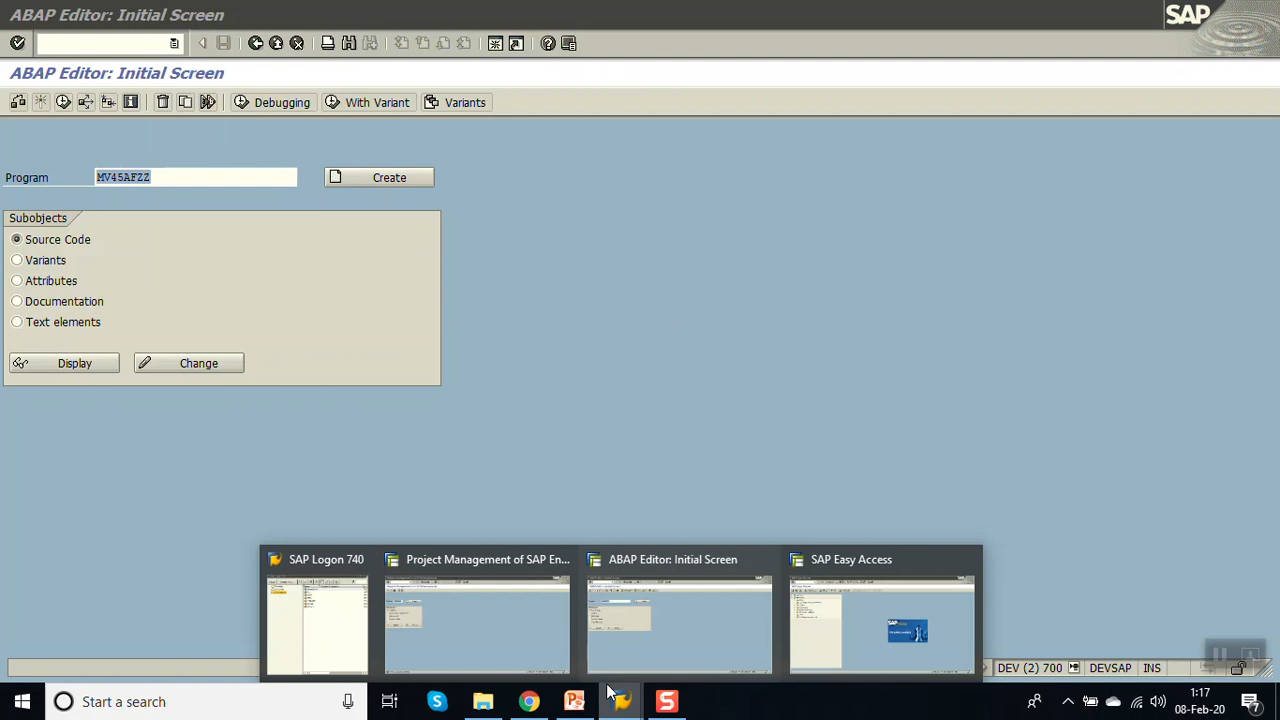 ABAP Editor: Initial Screen
SAP
ABAP Editor: Initial Screen
Debugging With Variant Variants
Program MV45AFZZ Create
Subobjects
Source Code
Variants
Attributes
Documentation
Text elements
Display Change
SAP Logon 740 Project Management of SAP En... ABAP Editor: Initial Screen SAP Easy Access
DEV (2) 700 DEVSAP INS
Start a search
1:17
08-Feb-20
7